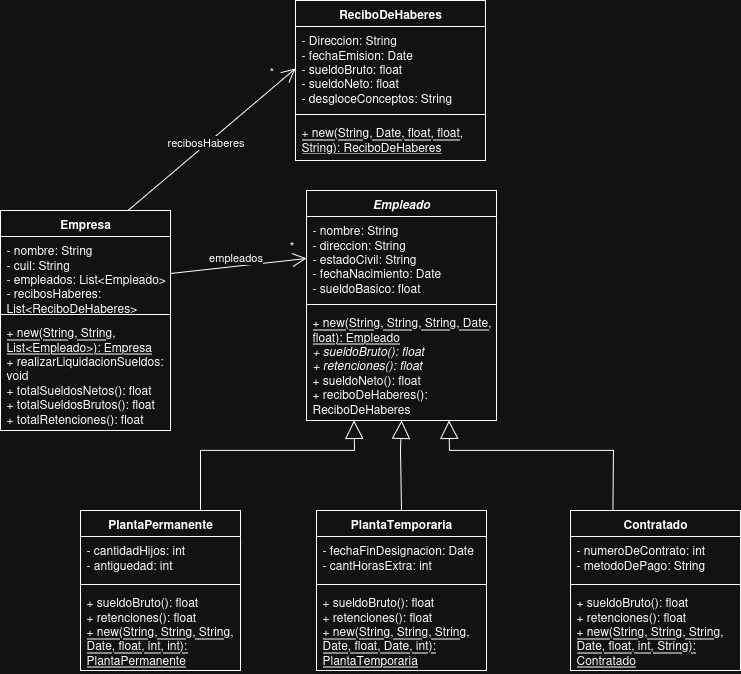 ReciboDeHaberes
- Direccion: String
- fechaEmision: Date
- sueldoBruto: float
- sueldoNeto: float
- desgloceConceptos: String
+ new(String, Date, float, float,
String): ReciboDeHaberes
*
recibosHaberes
Empresa
- nombre: String
- cuil: String
- empleados: List<Empleado>
- recibosHaberes:
List<ReciboDeHaberes>
+ new(String, String,
List<Empleado>): Empresa
+ realizarLiquidacionSueldos:
void
+ totalSueldosNetos(): float
+ totalSueldosBrutos(): float
+ totalRetenciones(): float
*
empleados
Empleado
- nombre: String
- direccion: String
- estadoCivil: String
- fechaNacimiento: Date
- sueldoBasico: float
+ new(String, String, String, Date,
float): Empleado
+ sueldoBruto(): float
+ retenciones(): float
+ sueldoNeto(): float
+ reciboDeHaberes():
ReciboDeHaberes
PlantaPermanente
- cantidadHijos: int
- antiguedad: int
+ sueldoBruto(): float
+ retenciones(): float
+ new(String, String, String,
Date, float, int, int):
PlantaPermanente
PlantaTemporaria
- fechaFinDesignacion: Date
- cantHorasExtra: int
+ sueldoBruto(): float
+ retenciones(): float
+ new(String, String, String,
Date, float, Date, int):
PlantaTemporaria
Contratado
- numeroDeContrato: int
- metodoDePago: String
+ sueldoBruto(): float
+ retenciones(): float
+ new(String, String, String,
Date, float, int, String):
Contratado